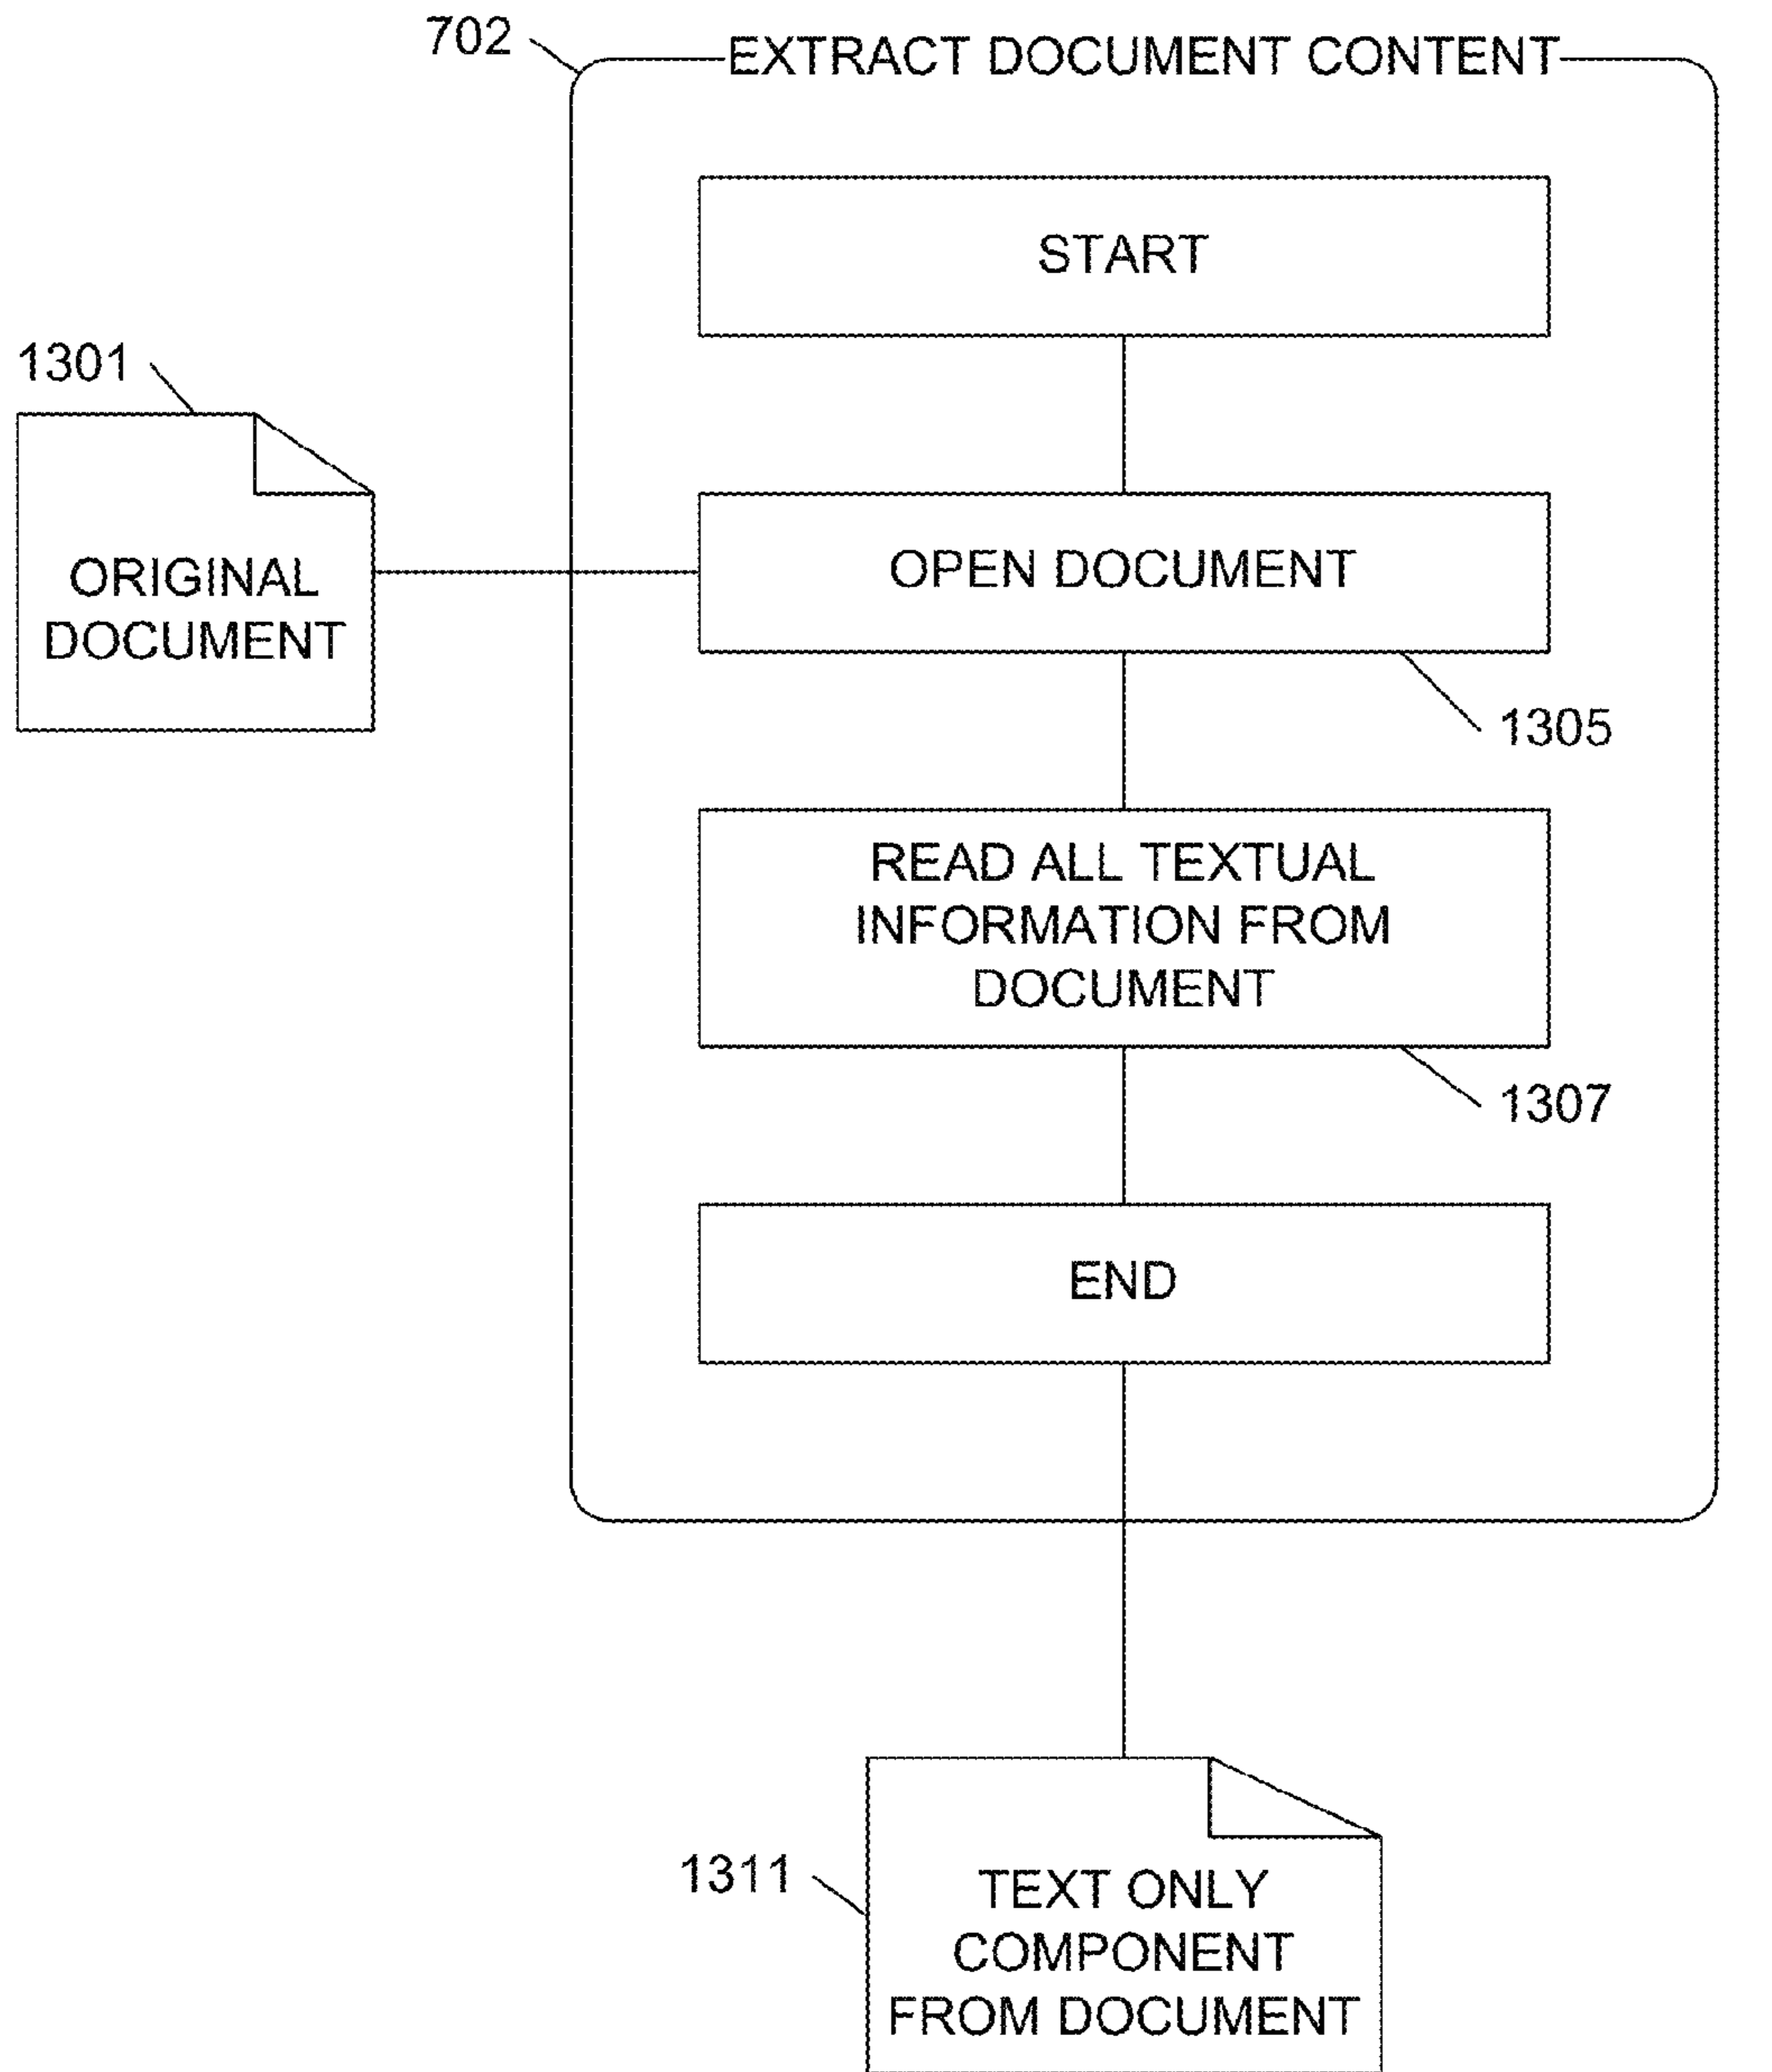 702
EXTRACT DOCUMENT CONTENT
START
1301
ORIGINAL
DOCUMENT
OPEN DOCUMENT
1305
READ ALL TEXTUAL
INFORMATION FROM
DOCUMENT
1307
END
1311
TEXT ONLY
COMPONENT
FROM DOCUMENT